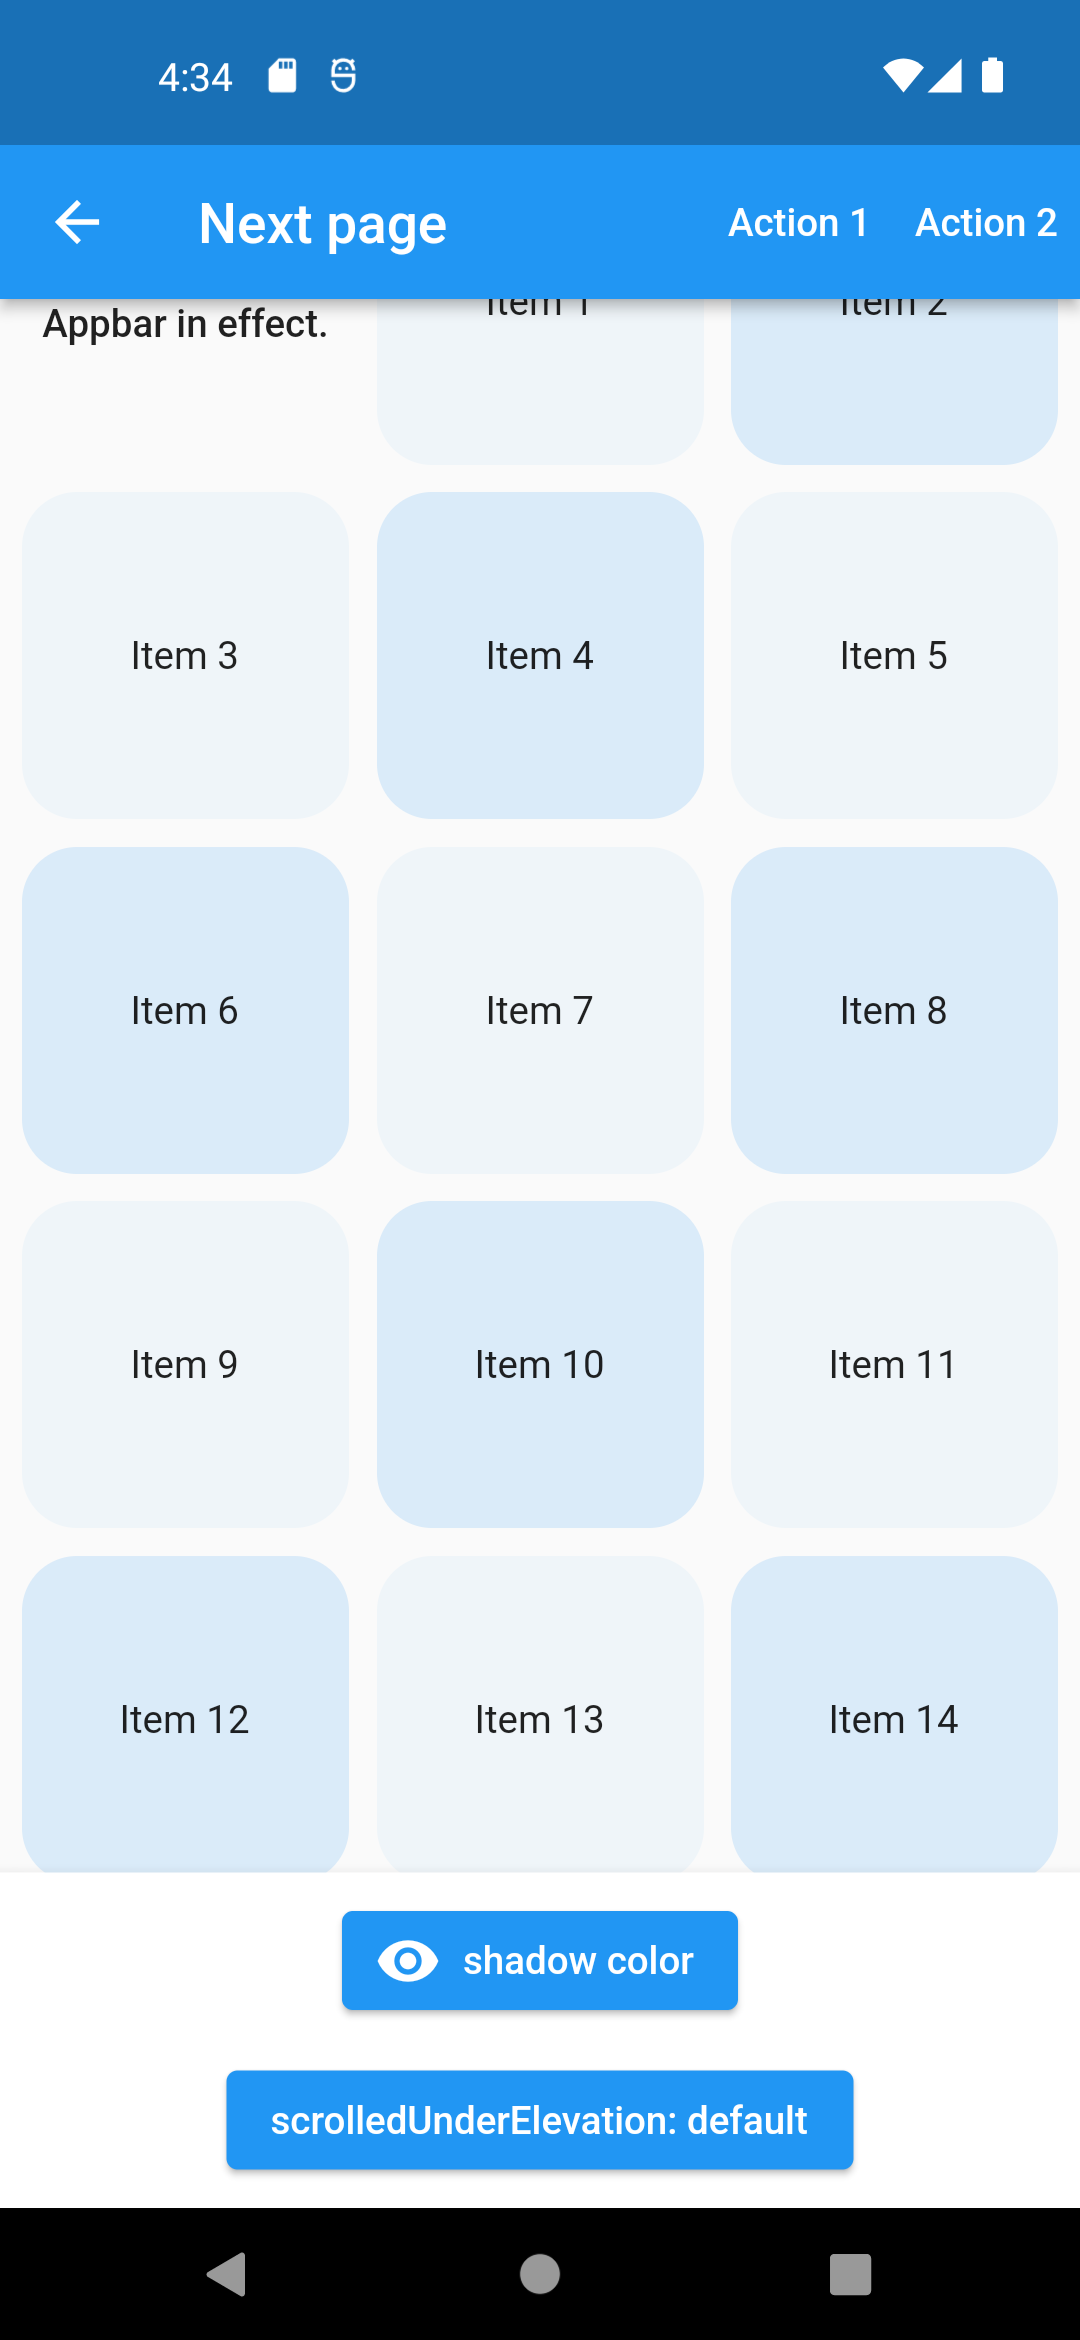 4:34
Next page
Action 1
Action 2
Appbar in effect.
Item 1
Item 2
Item 3
Item 4
Item 5
Item 6
Item 7
Item 8
Item 9
Item 10
Item 11
Item 12
Item 13
Item 14
shadow color
scrolledUnderElevation: default